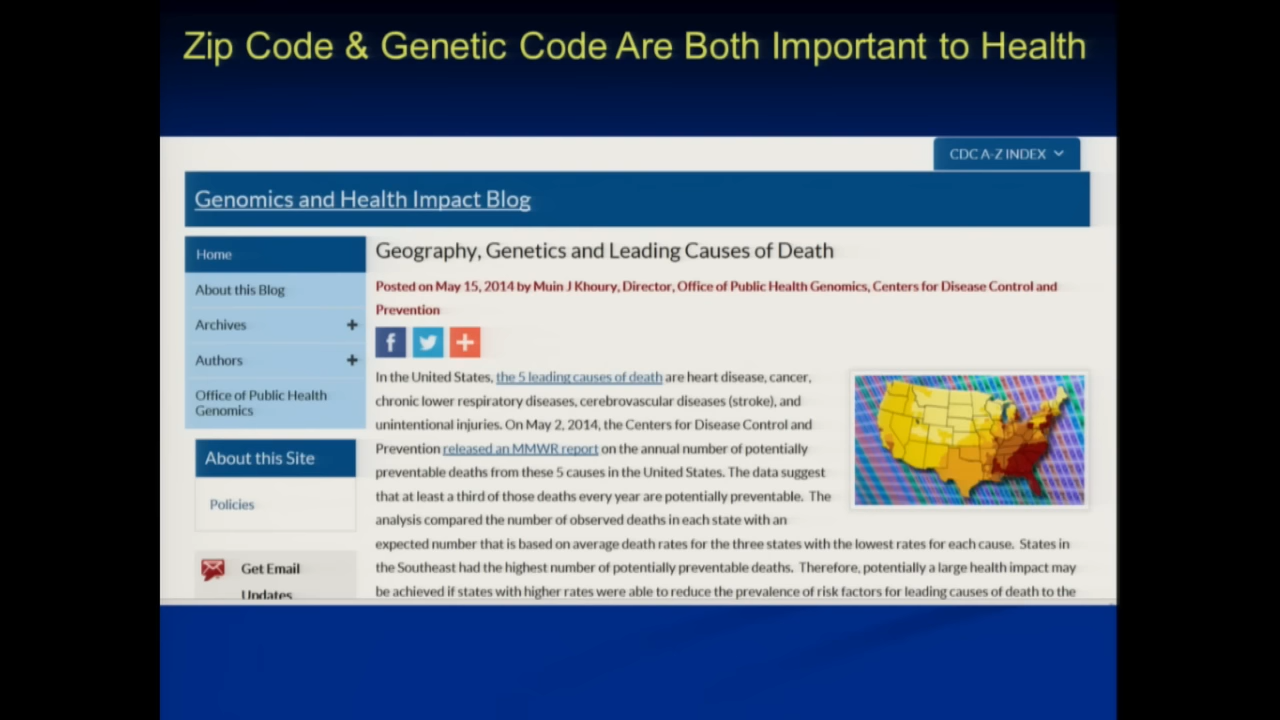 Zip Code & Genetic Code Are Both Important to Health
CDC A-Z INDEX
Genomics and Health Impact Blog
Home
About this Blog
Archives +
Authors +
Office of Public Health
Genomics
About this Site
Policies
Get Email
Updates
Geography, Genetics and Leading Causes of Death
Posted on May 15, 2014 by Muin J Khoury, Director, Office of Public Health Genomics, Centers for Disease Control and
Prevention
In the United States, the 5 leading causes of death are heart disease, cancer,
chronic lower respiratory diseases, cerebrovascular diseases (stroke), and
unintentional injuries. On May 2, 2014, the Centers for Disease Control and
Prevention released an MMWR report on the annual number of potentially
preventable deaths from these 5 causes in the United States. The data suggest
that at least a third of those deaths every year are potentially preventable. The
analysis compared the number of observed deaths in each state with an
expected number that is based on average death rates for the three states with the lowest rates for each cause. States in
the Southeast had the highest number of potentially preventable deaths. Therefore, potentially a large health impact may
be achieved if states with higher rates were able to reduce the prevalence of risk factors for leading causes of death to the